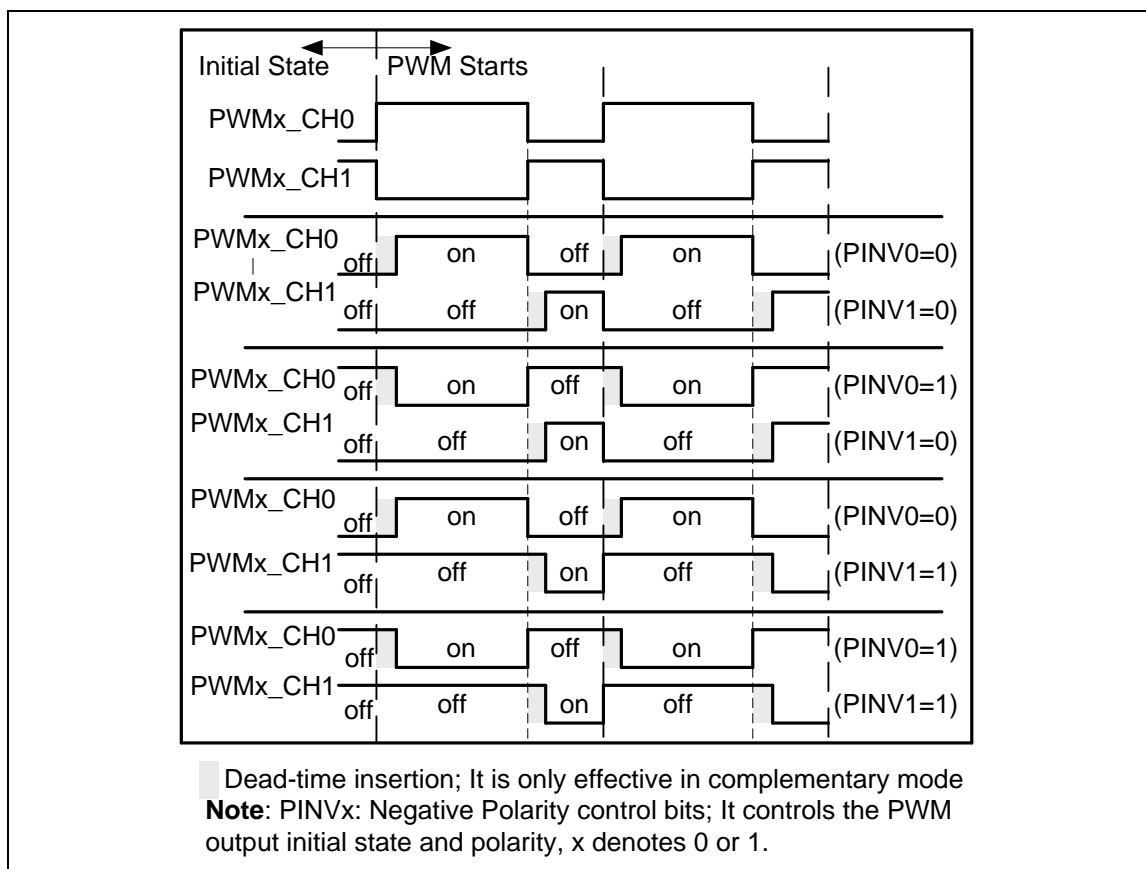 Initial State PWM Starts
PWMx_CH0
PWMx_CH1
PWMx_CH0
off on off on (PINV0=0)
PWMx_CH1
off off on off (PINV1=0)
PWMx_CH0
off on off on (PINV0=1)
PWMx_CH1
off off on off (PINV1=0)
PWMx_CH0
off on off on (PINV0=0)
PWMx_CH1
off off on off (PINV1=1)
PWMx_CH0
off on off on (PINV0=1)
PWMx_CH1
off off on off (PINV1=1)
Dead-time insertion; It is only effective in complementary mode
Note: PINVx: Negative Polarity control bits; It controls the PWM
output initial state and polarity, x denotes 0 or 1.